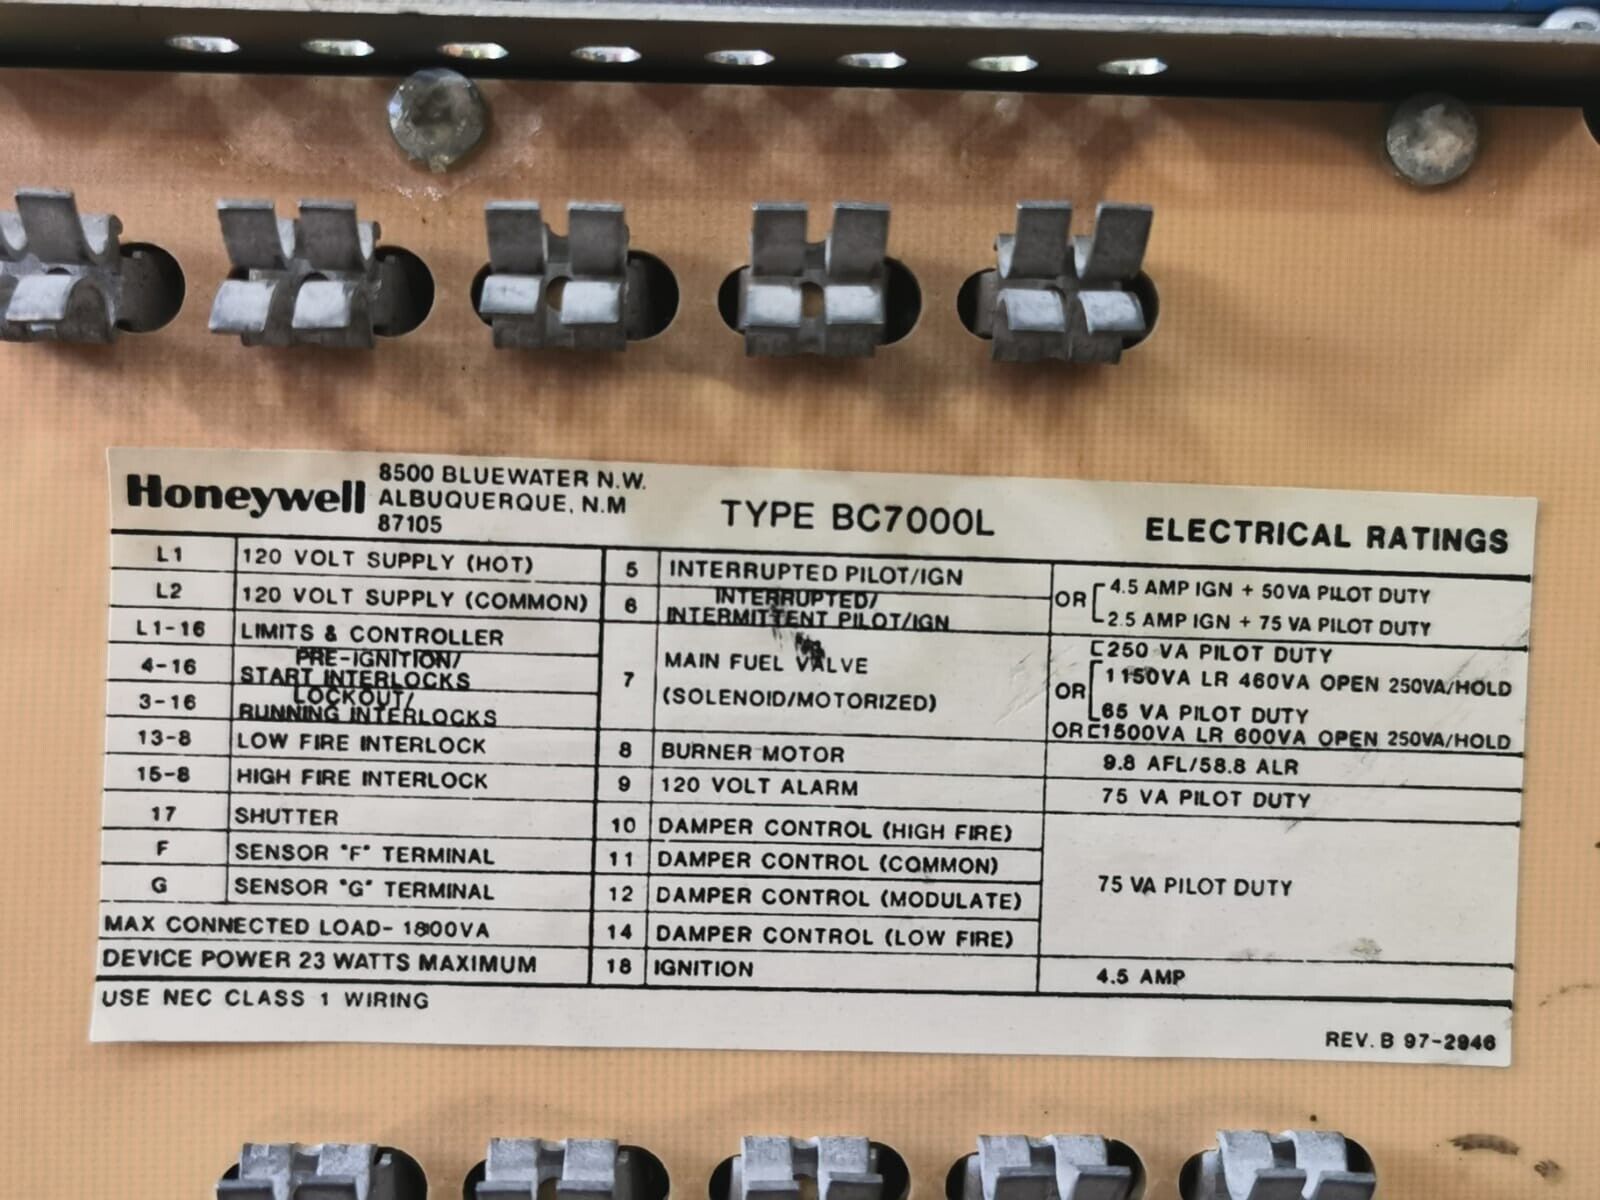 Honeywell
8500 BLUEWATER N.W.
ALBUQUERQUE, N.M
87105
TYPE BC7000L
ELECTRICAL RATINGS
L1 120 VOLT SUPPLY (HOT)
L2 120 VOLT SUPPLY (COMMON)
L1-16 LIMITS & CONTROLLER
4-16 PRE-IGNITION/
START INTERLOCKS
3-16 LOCKOUT/
RUNNING INTERLOCKS
13-8 LOW FIRE INTERLOCK
15-8 HIGH FIRE INTERLOCK
17 SHUTTER
F SENSOR "F" TERMINAL
G SENSOR "G" TERMINAL
MAX CONNECTED LOAD- 1800VA
DEVICE POWER 23 WATTS MAXIMUM
USE NEC CLASS 1 WIRING
5 INTERRUPTED PILOT/IGN
6 INTERRUPTED/
INTERMITTENT PILOT/IGN
7 MAIN FUEL VALVE
(SOLENOID/MOTORIZED)
8 BURNER MOTOR
9 120 VOLT ALARM
10 DAMPER CONTROL (HIGH FIRE)
11 DAMPER CONTROL (COMMON)
12 DAMPER CONTROL (MODULATE)
14 DAMPER CONTROL (LOW FIRE)
18 IGNITION
4.5 AMP IGN + 50VA PILOT DUTY
OR
2.5 AMP IGN + 75 VA PILOT DUTY
250 VA PILOT DUTY
1150VA LR 460VA OPEN 250VA/HOLD
OR
65 VA PILOT DUTY
OR 1500VA LR 600VA OPEN 250VA/HOLD
9.8 AFL/58.8 ALR
75 VA PILOT DUTY
75 VA PILOT DUTY
4.5 AMP
REV. B 97-2946